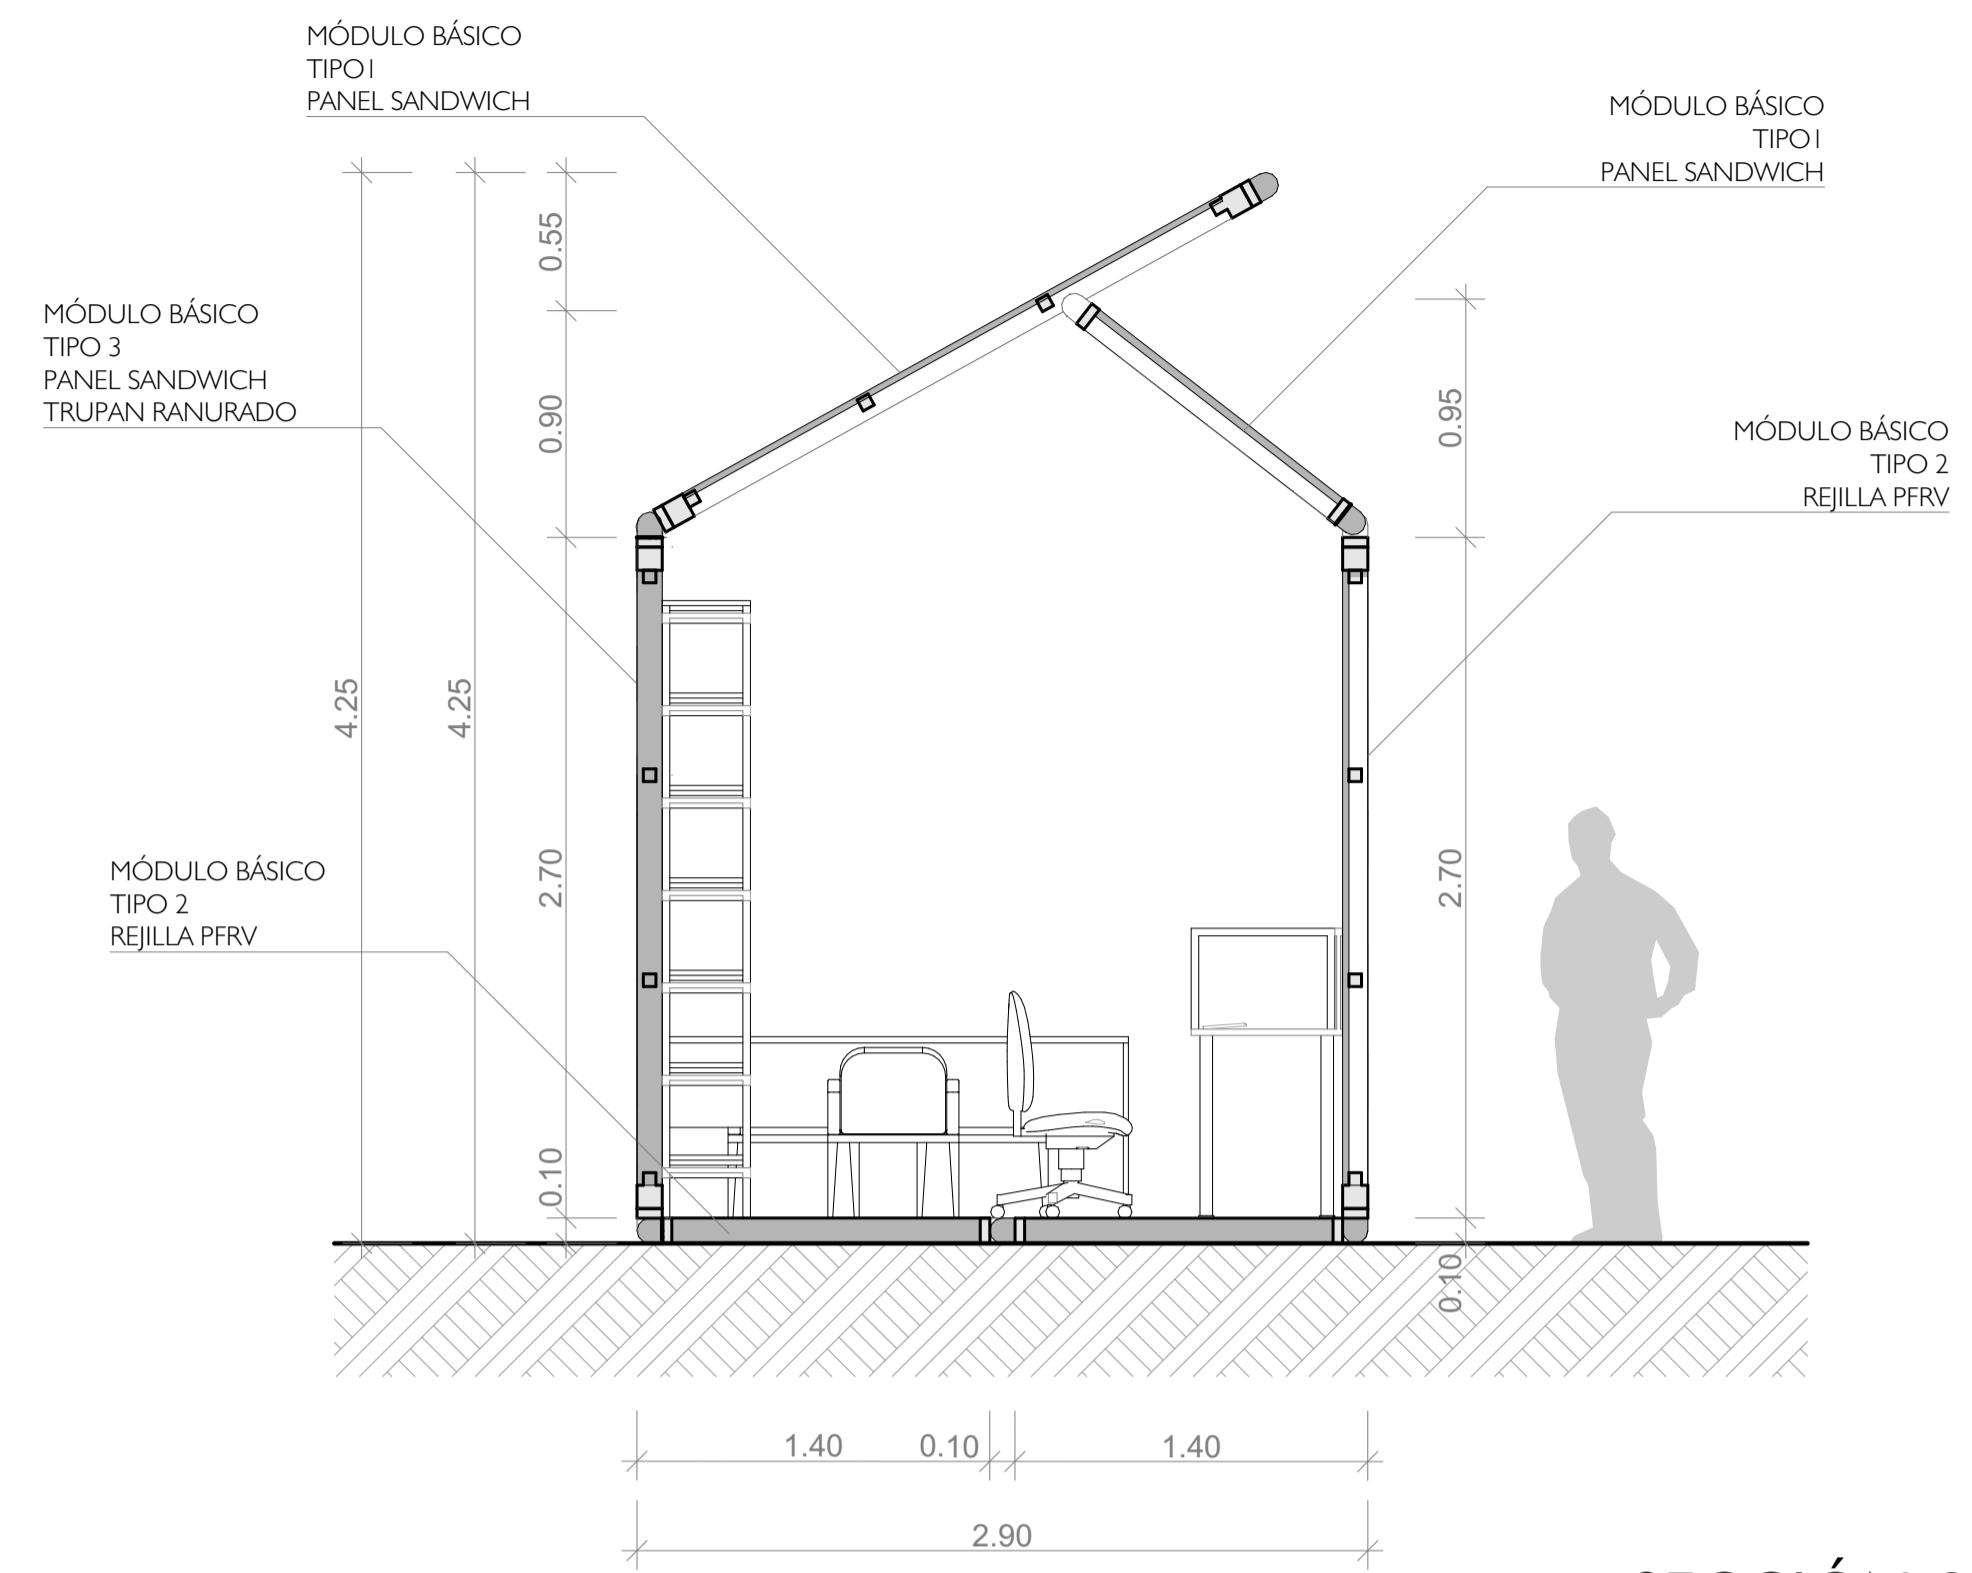 MÓDULO BÁSICO
TIPO1
PANEL SANDWICH
MÓDULO BÁSICO
TIPO1
PANEL SANDWICH
MÓDULO BÁSICO
TIPO 3
PANEL SANDWICH
TRUPAN RANURADO
MÓDULO BÁSICO
TIPO 2
REJILLA PFRV
MÓDULO BÁSICO
TIPO 2
REJILLA PFRV
4.25
4.25
0.55
0.90
2.70
0.10
0.95
2.70
0.10
1.40
0.10
1.40
2.90